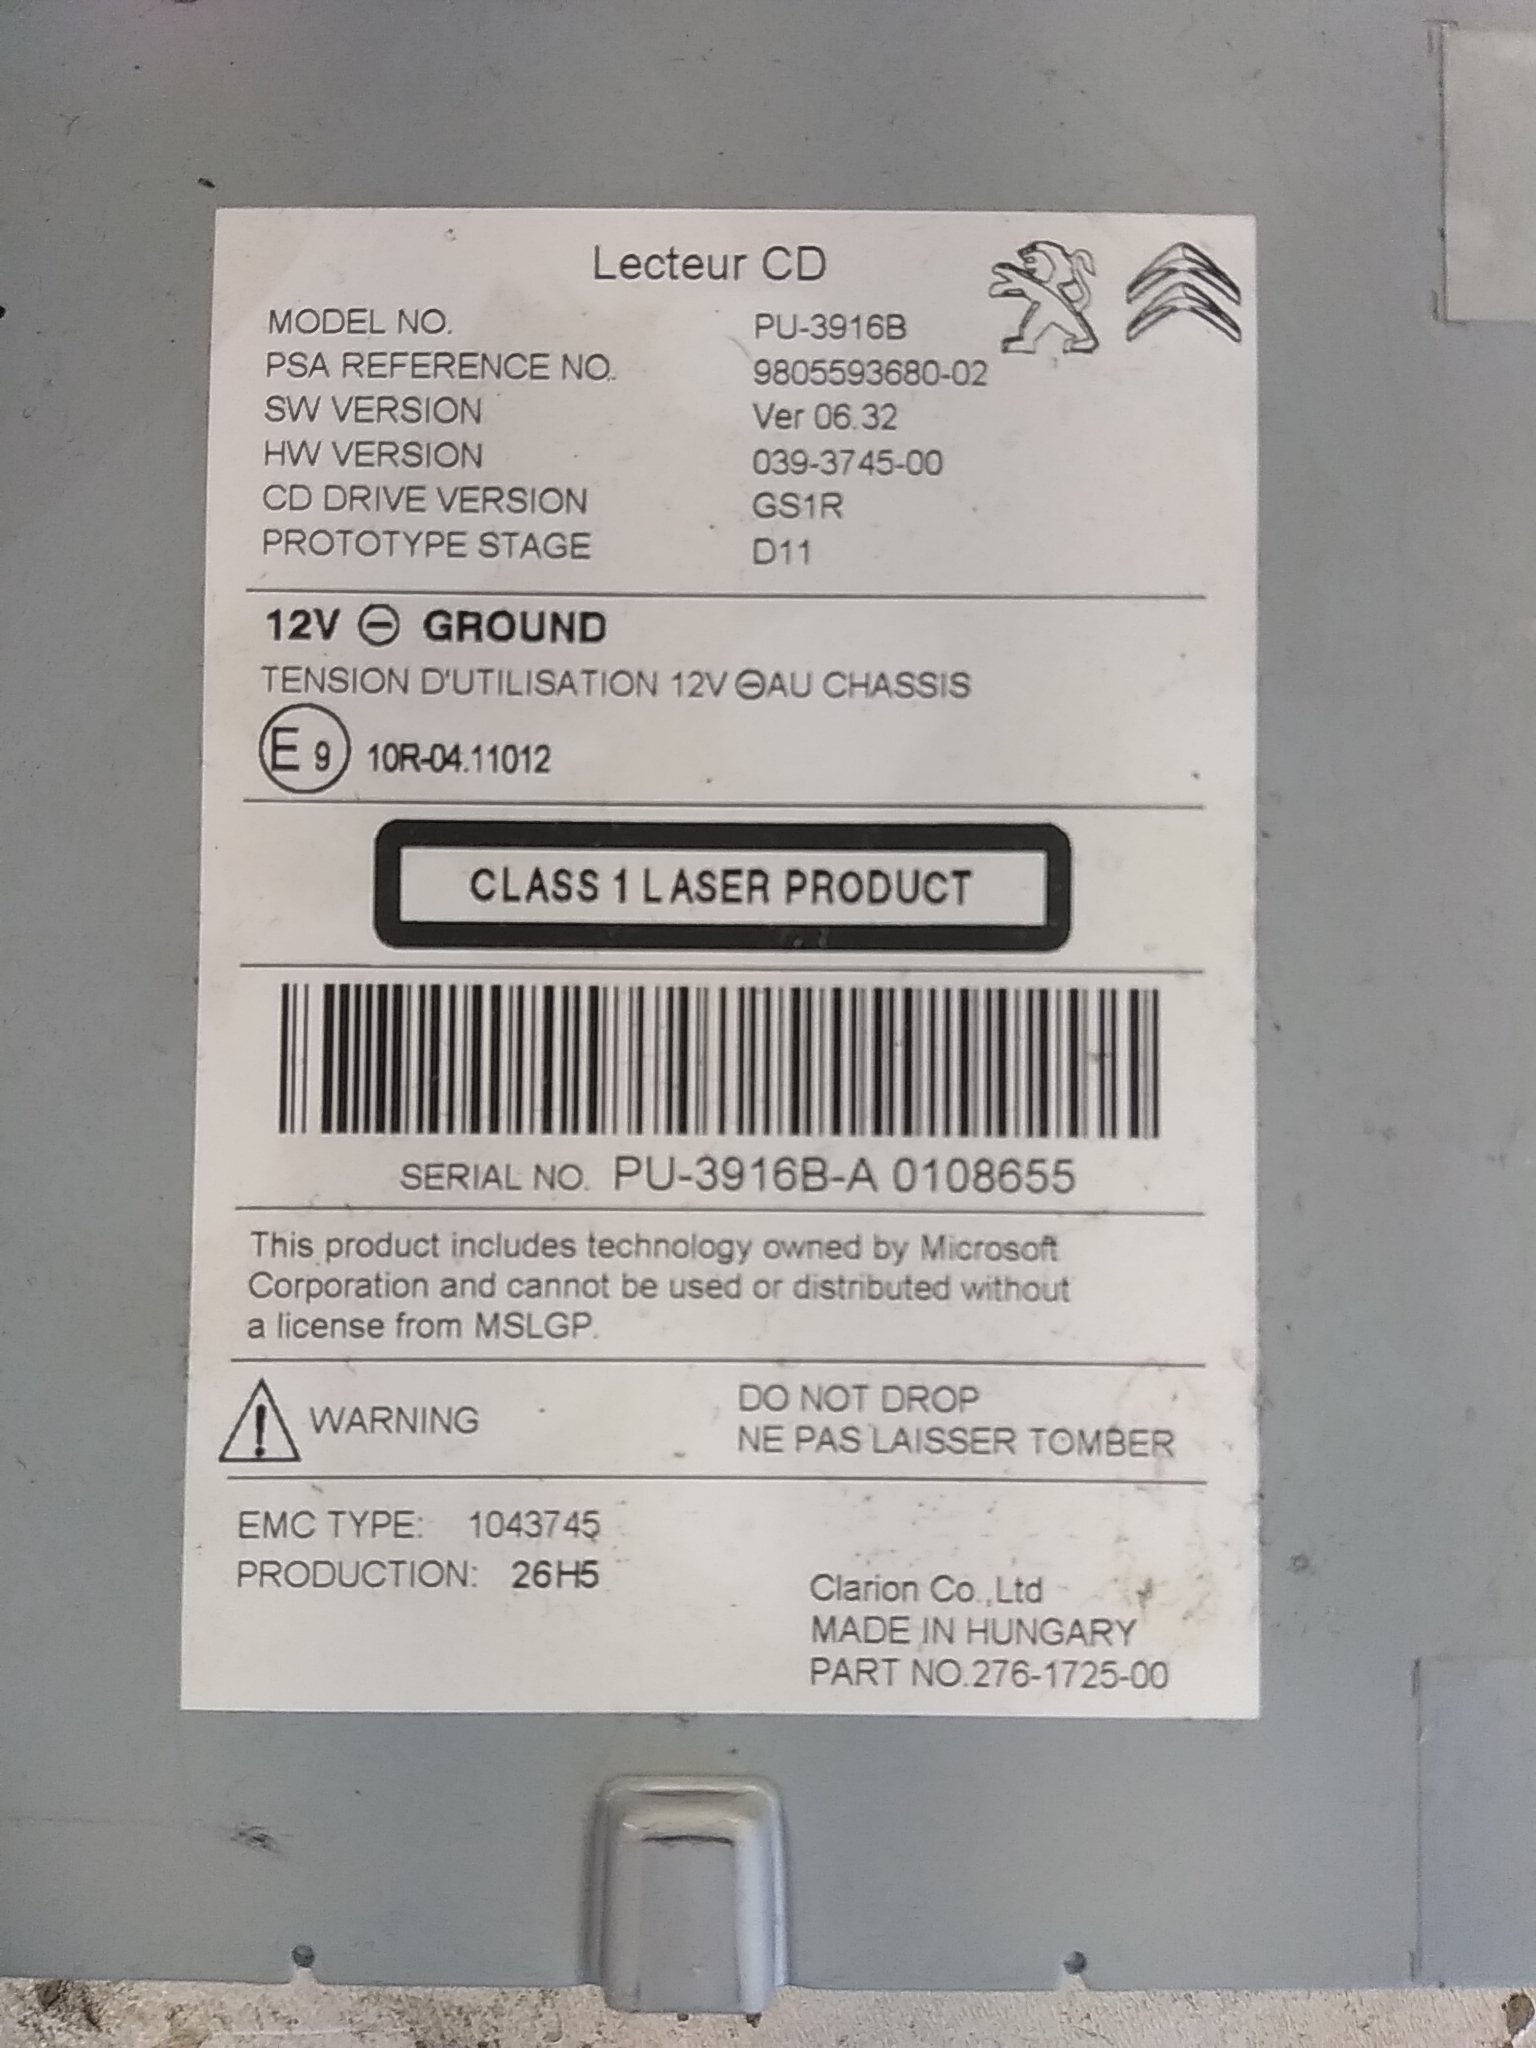 Lecteur CD
MODEL NO. PU-3916B
PSA REFERENCE NO. 9805593680-02
SW VERSION Ver 06.32
HW VERSION 039-3745-00
CD DRIVE VERSION GS1R
PROTOTYPE STAGE D11
12V ⊖ GROUND
TENSION D'UTILISATION 12V ⊖ AU CHASSIS
E 9 10R-04.11012
CLASS 1 LASER PRODUCT
SERIAL NO. PU-3916B-A 0108655
This product includes technology owned by Microsoft
Corporation and cannot be used or distributed without
a license from MSLGP.
WARNING
DO NOT DROP
NE PAS LAISSER TOMBER
EMC TYPE: 1043745
PRODUCTION: 26H5
Clarion Co.,Ltd
MADE IN HUNGARY
PART NO.276-1725-00